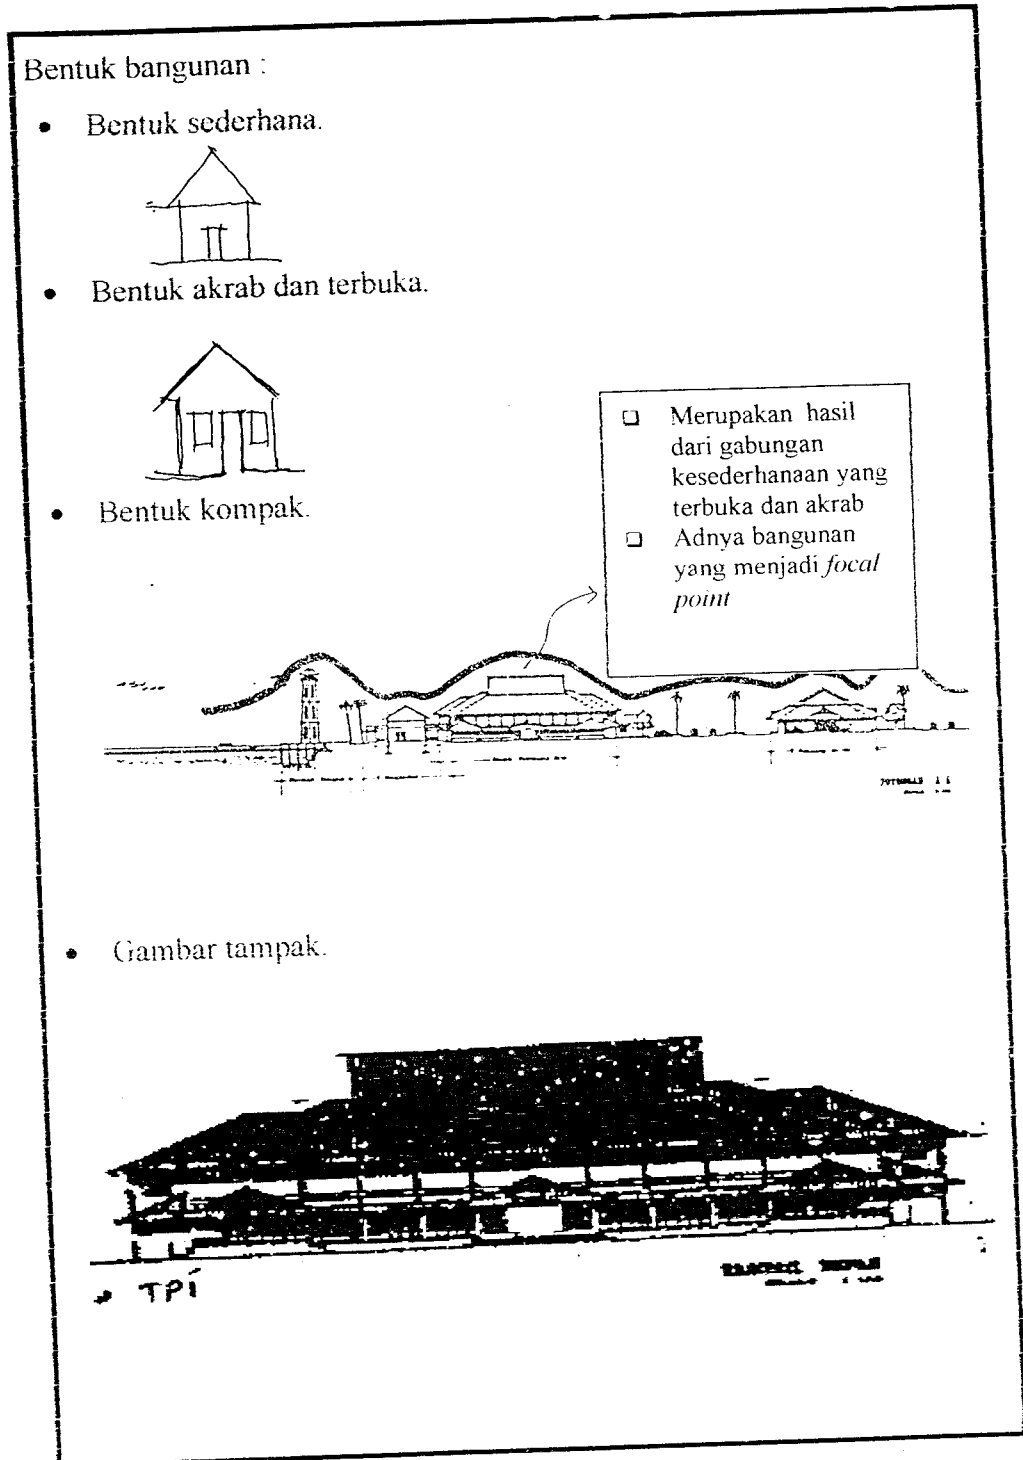 Bentuk bangunan :
• Bentuk sederhana.
• Bentuk akrab dan terbuka.
• Bentuk kompak.
❑ Merupakan hasil
dari gabungan
kesederhanaan yang
terbuka dan akrab
❑ Adnya bangunan
yang menjadi focal
point
• Gambar tampak.
• TPI